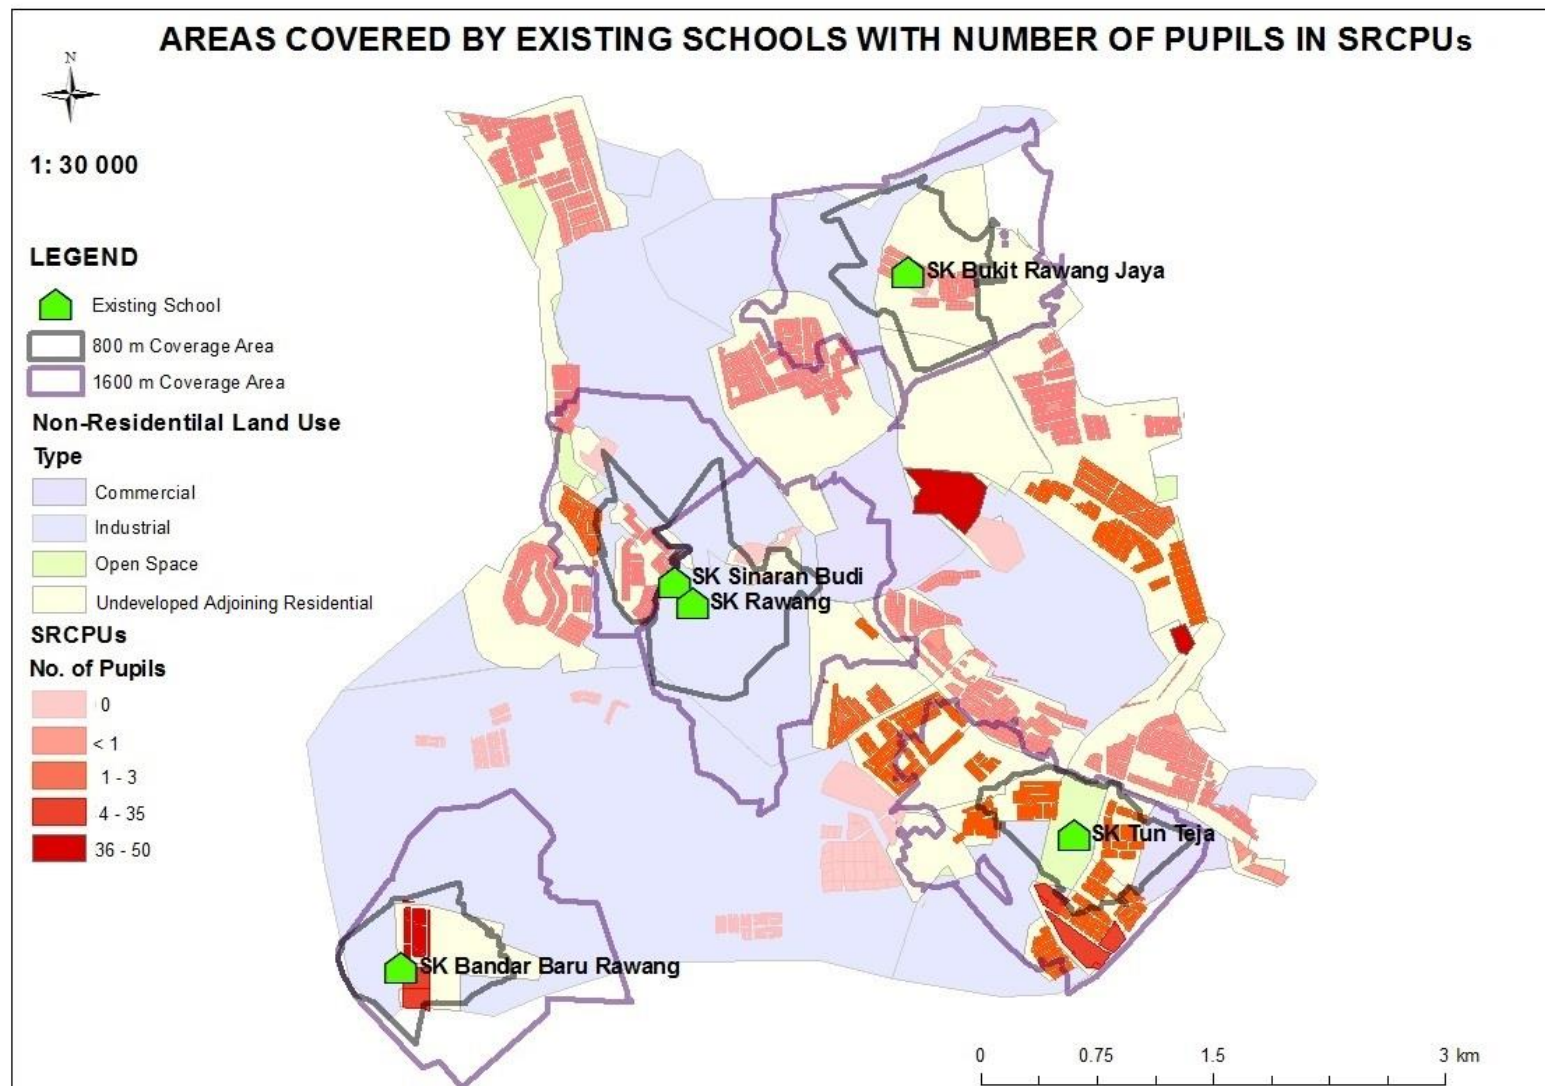 AREAS COVERED BY EXISTING SCHOOLS WITH NUMBER OF PUPILS IN SRCPUs
N
1: 30 000
LEGEND
Existing School
800 m Coverage Area
1600 m Coverage Area
Non-Residentilal Land Use
Type
Commercial
Industrial
Open Space
Undeveloped Adjoining Residential
SRCPUs
No. of Pupils
0
< 1
1 - 3
4 - 35
36 - 50
SK Bukit Rawang Jaya
SK Sinaran Budi
SK Rawang
SK Tun Teja
SK Bandar Baru Rawang
0 0.75 1.5 3 km